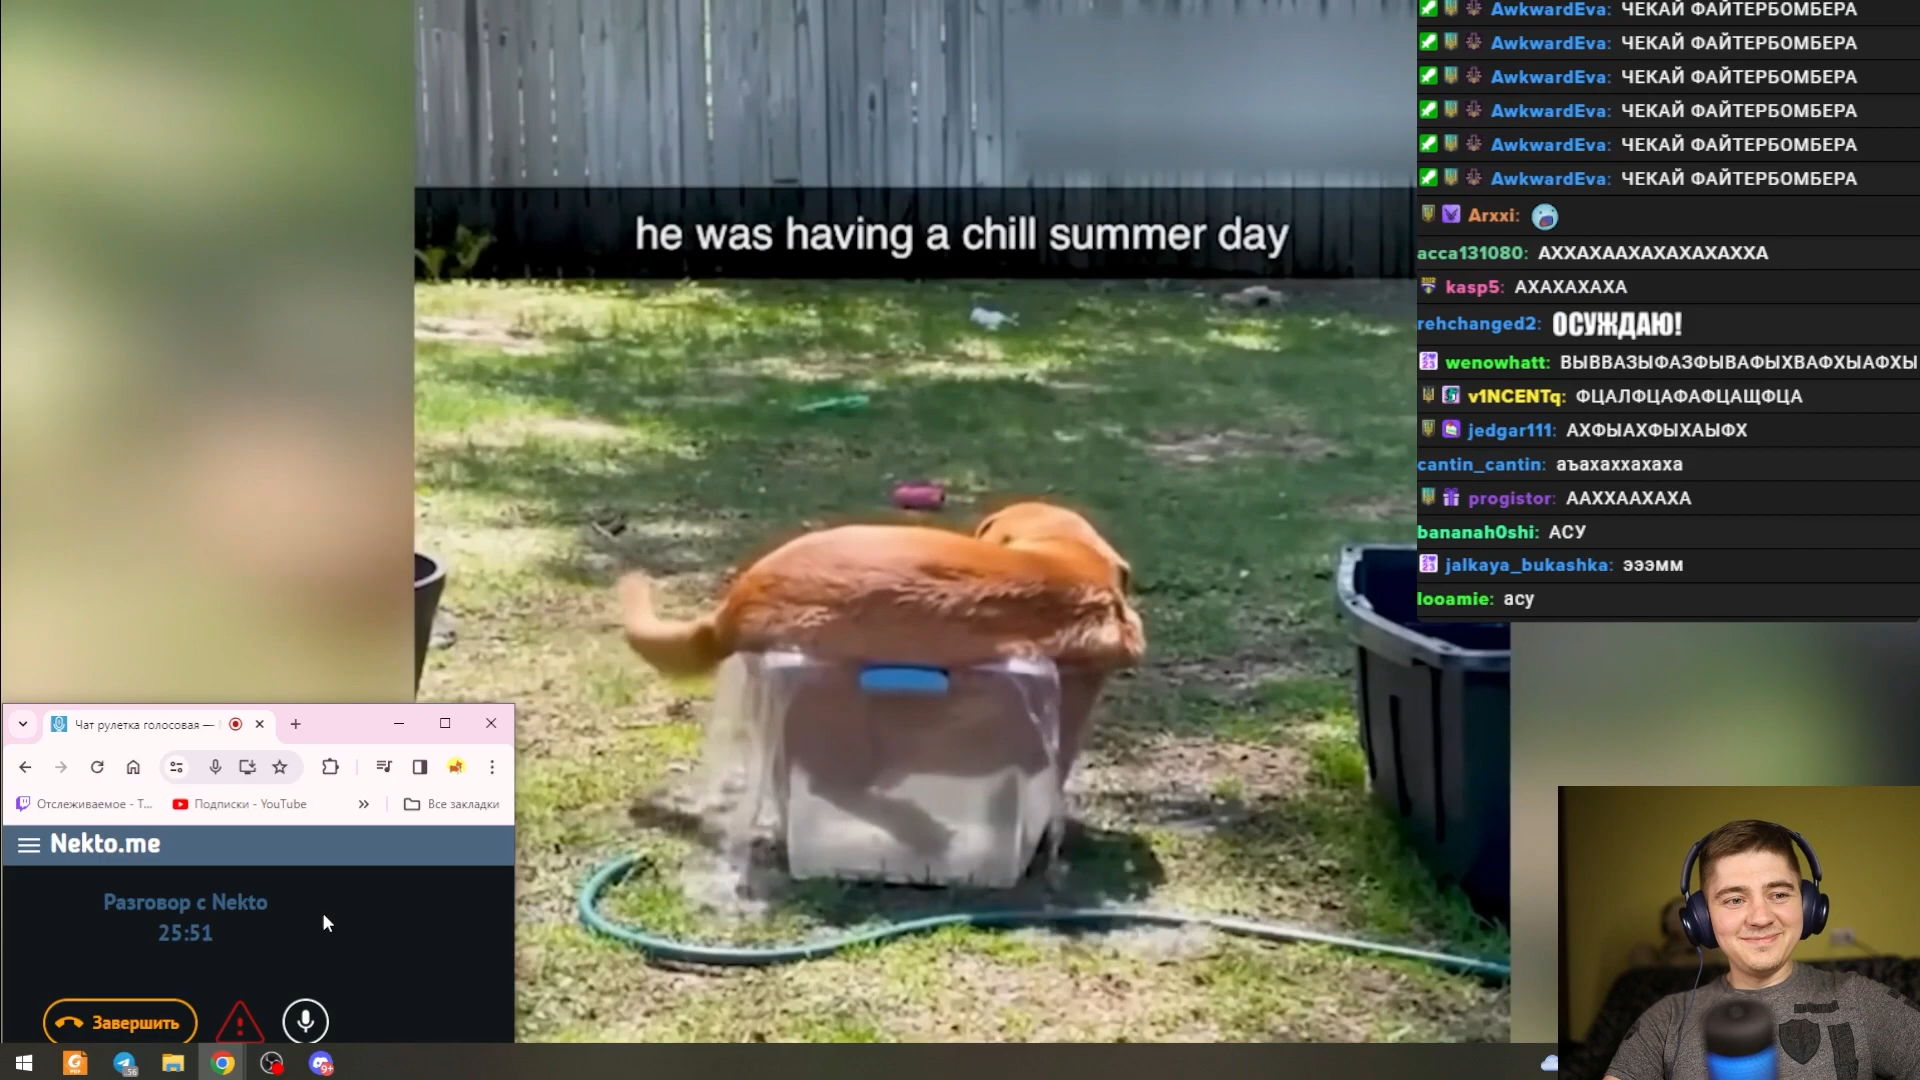 AwkwardEva: ЧЕКАЙ ФАЙТЕРБОМБЕРА
AwkwardEva: ЧЕКАЙ ФАЙТЕРБОМБЕРА
AwkwardEva: ЧЕКАЙ ФАЙТЕРБОМБЕРА
AwkwardEva: ЧЕКАЙ ФАЙТЕРБОМБЕРА
AwkwardEva: ЧЕКАЙ ФАЙТЕРБОМБЕРА
AwkwardEva: ЧЕКАЙ ФАЙТЕРБОМБЕРА
Arxxi:
acca131080: АХХАХААХАХАХАХАХХА
kasp5: АХАХАХАХА
rehchanged2: ОСУЖДАЮ!
wenowhatt: ВЫВВАЗЫФАЗФЫВАФЫХВАФХЫАФХЫ
v1NCENTq: ФЦАЛФЦАФАФЦАЩФЦА
jedgar111: АХФЫАХФЫХАЫФХ
cantin_cantin: аъахаххахаха
progistor: ААХХААХАХА
bananah0shi: АСУ
jalkaya_bukashka: эээмм
looamie: асу
he was having a chill summer day
Чат рулетка голосовая —
Отслеживаемое - Т... Подписки - YouTube » Все закладки
Nekto.me
Разговор с Nekto
25:51
Завершить
56
9+